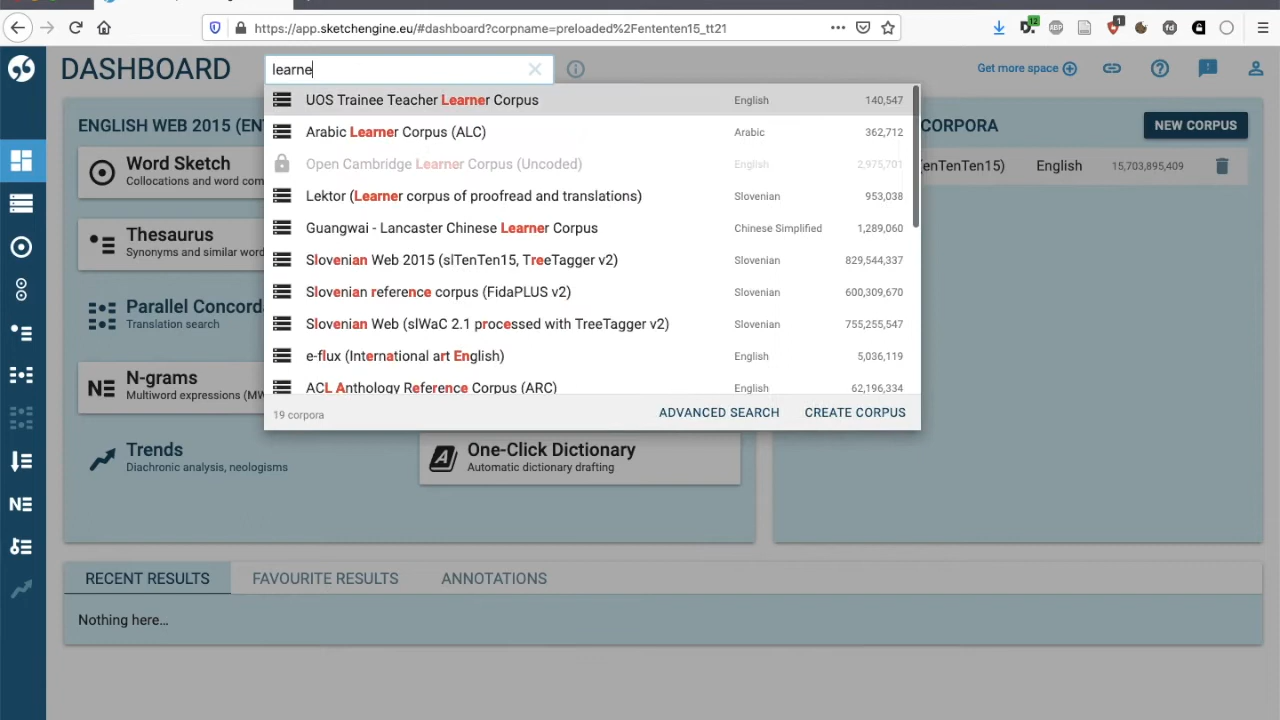 https://app.sketchengine.eu/#dashboard?corpname=preloaded%2Fententen15_tt21
12
ABP
1
fd
DASHBOARD
learne
Get more space
UOS Trainee Teacher Learner Corpus English 140,547
Arabic Learner Corpus (ALC) Arabic 362,712
Open Cambridge Learner Corpus (Uncoded) English 2,975,701
Lektor (Learner corpus of proofread and translations) Slovenian 953,038
Guangwai - Lancaster Chinese Learner Corpus Chinese Simplified 1,289,060
Slovenian Web 2015 (slTenTen15, TreeTagger v2) Slovenian 829,544,337
Slovenian reference corpus (FidaPLUS v2) Slovenian 600,309,670
Slovenian Web (slWaC 2.1 processed with TreeTagger v2) Slovenian 755,255,547
e-flux (International art English) English 5,036,119
ACL Anthology Reference Corpus (ARC) English 62,196,334
19 corpora
ADVANCED SEARCH
CREATE CORPUS
ENGLISH WEB 2015 (EN
Word Sketch
Collocations and word com
Thesaurus
Synonyms and similar word
Parallel Concord
Translation search
N-grams
Multiword expressions (MW
Trends
Diachronic analysis, neologisms
One-Click Dictionary
Automatic dictionary drafting
CORPORA
NEW CORPUS
enTenTen15) English 15,703,895,409
RECENT RESULTS
FAVOURITE RESULTS
ANNOTATIONS
Nothing here...